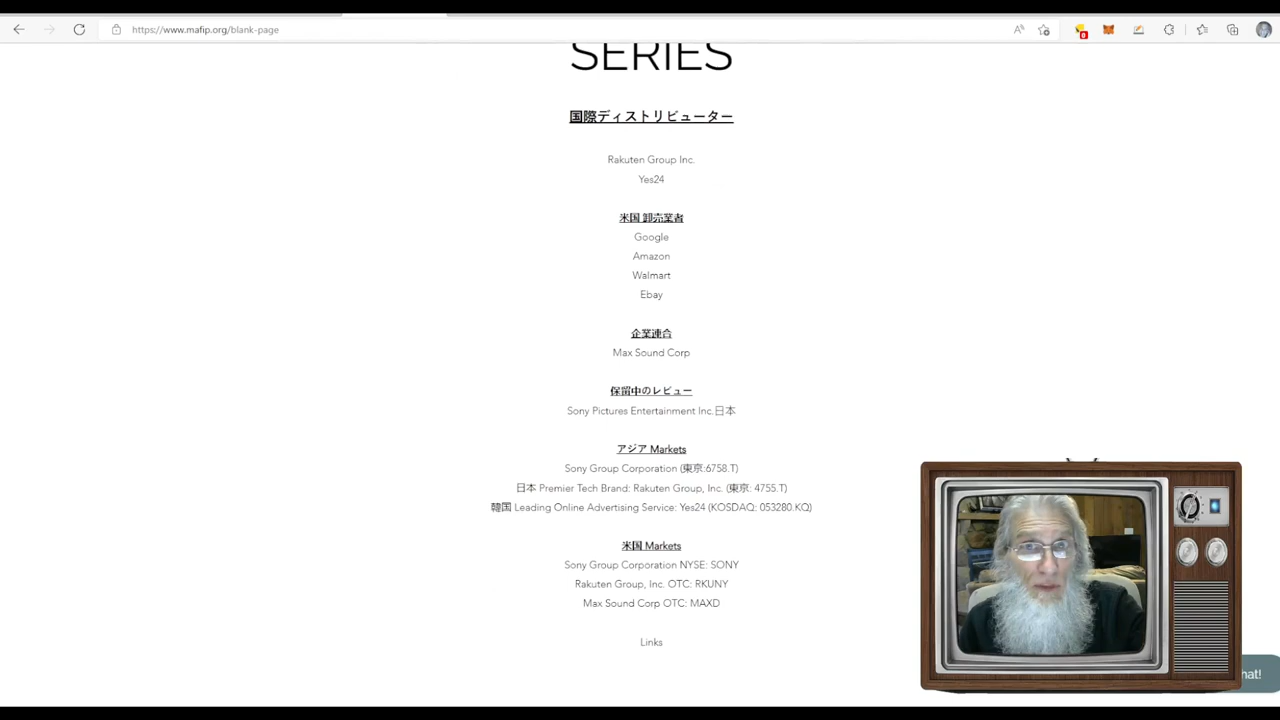 https://www.mafip.org/blank-page
SERIES
国際ディストリビューター
Rakuten Group Inc.
Yes24
米国 卸売業者
Google
Amazon
Walmart
Ebay
企業連合
Max Sound Corp
保留中のレビュー
Sony Pictures Entertainment Inc.日本
アジア Markets
Sony Group Corporation (東京:6758.T)
日本 Premier Tech Brand: Rakuten Group, Inc. (東京: 4755.T)
韓国 Leading Online Advertising Service: Yes24 (KOSDAQ: 053280.KQ)
米国 Markets
Sony Group Corporation NYSE: SONY
Rakuten Group, Inc. OTC: RKUNY
Max Sound Corp OTC: MAXD
Links
hat!